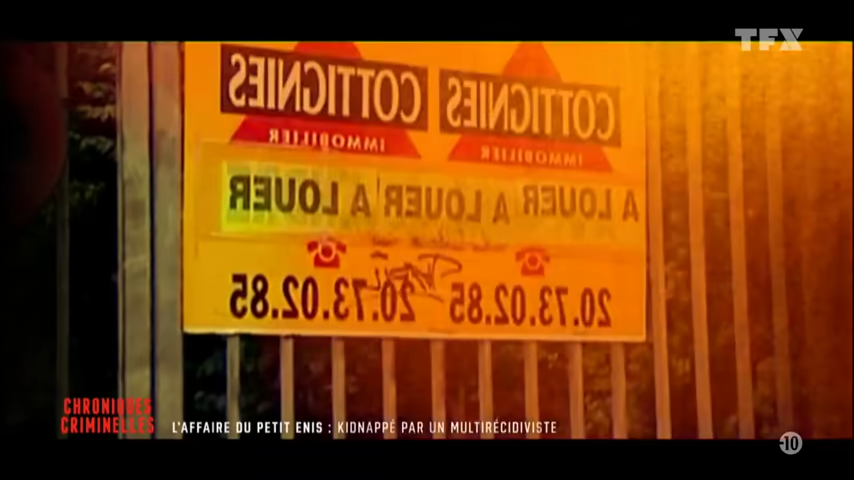 TFX
COTTIGNIES COTTIGNIES
IMMOBILIER IMMOBILIER
A LOUER A LOUER A LOUER
20.73.02.85 20.73.02.85
CHRONIQUES
CRIMINELLES
L'AFFAIRE DU PETIT ENIS : KIDNAPPÉ PAR UN MULTIRÉCIDIVISTE
-10